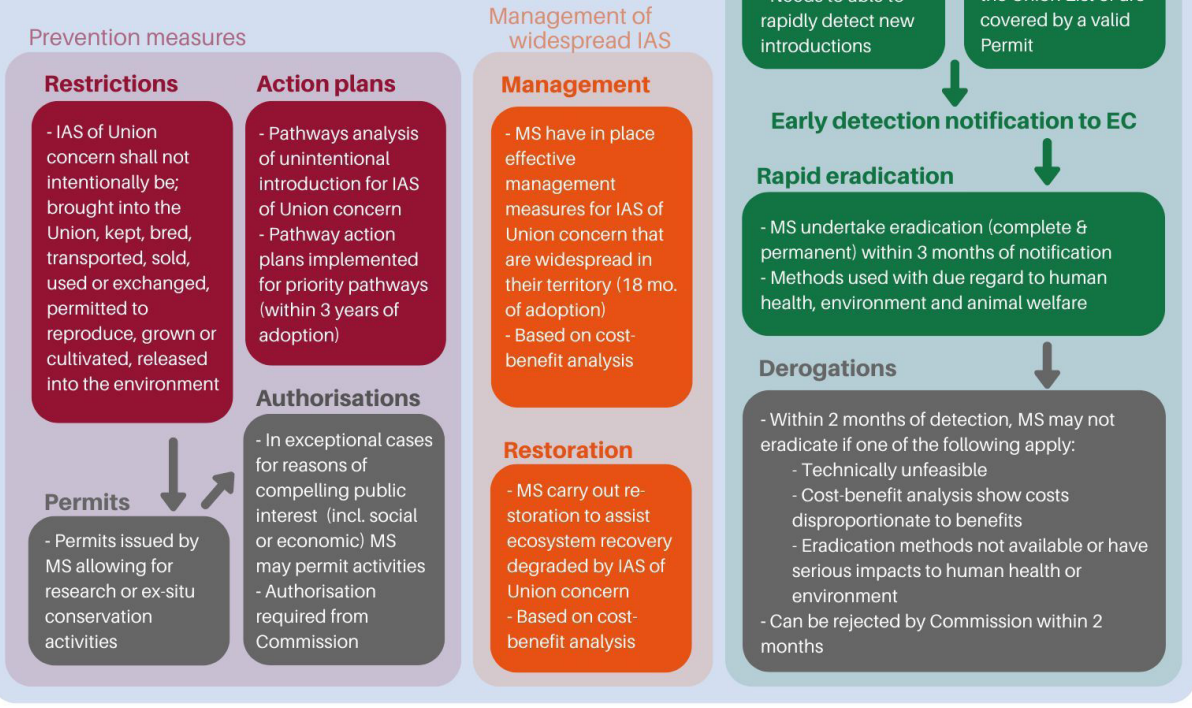 Prevention measures
Restrictions
- IAS of Union
concern shall not
intentionally be;
brought into the
Union, kept, bred,
transported, sold,
used or exchanged,
permitted to
reproduce, grown or
cultivated, released
into the environment
Permits
- Permits issued by
MS allowing for
research or ex-situ
conservation
activities
Action plans
- Pathways analysis
of unintentional
introduction for IAS
of Union concern
- Pathway action
plans implemented
for priority pathways
(within 3 years of
adoption)
Authorisations
- In exceptional cases
for reasons of
compelling public
interest (incl. social
or economic) MS
may permit activities
- Authorisation
required from
Commission
Management of
widespread IAS
Management
- MS have in place
effective
management
measures for IAS of
Union concern that
are widespread in
their territory (18 mo.
of adoption)
- Based on cost-
benefit analysis
Restoration
- MS carry out re-
storation to assist
ecosystem recovery
degraded by IAS of
Union concern
- Based on cost-
benefit analysis
rapidly detect new
introductions
covered by a valid
Permit
Early detection notification to EC
Rapid eradication
- MS undertake eradication (complete &
permanent) within 3 months of notification
- Methods used with due regard to human
health, environment and animal welfare
Derogations
- Within 2 months of detection, MS may not
eradicate if one of the following apply:
- Technically unfeasible
- Cost-benefit analysis show costs
disproportionate to benefits
- Eradication methods not available or have
serious impacts to human health or
environment
- Can be rejected by Commission within 2
months